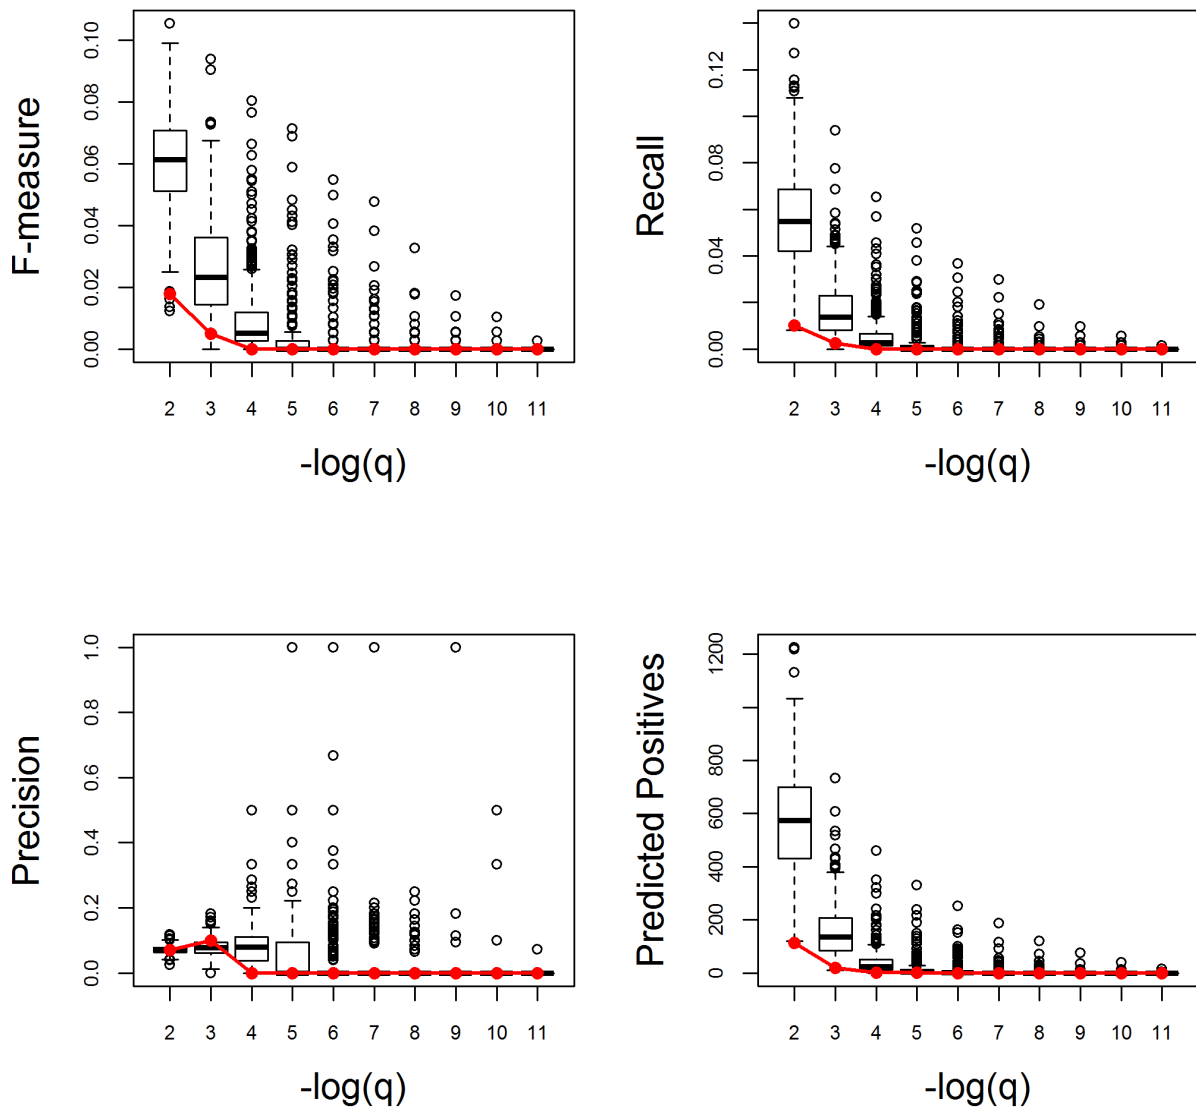 F-measure
0.00 0.02 0.04 0.06 0.08 0.10
2 3 4 5 6 7 8 9 10 11
-log(q)
Recall
0.00 0.04 0.08 0.12
2 3 4 5 6 7 8 9 10 11
-log(q)
Precision
0.0 0.2 0.4 0.6 0.8 1.0
2 3 4 5 6 7 8 9 10 11
-log(q)
Predicted Positives
0 200 400 600 800 1200
2 3 4 5 6 7 8 9 10 11
-log(q)